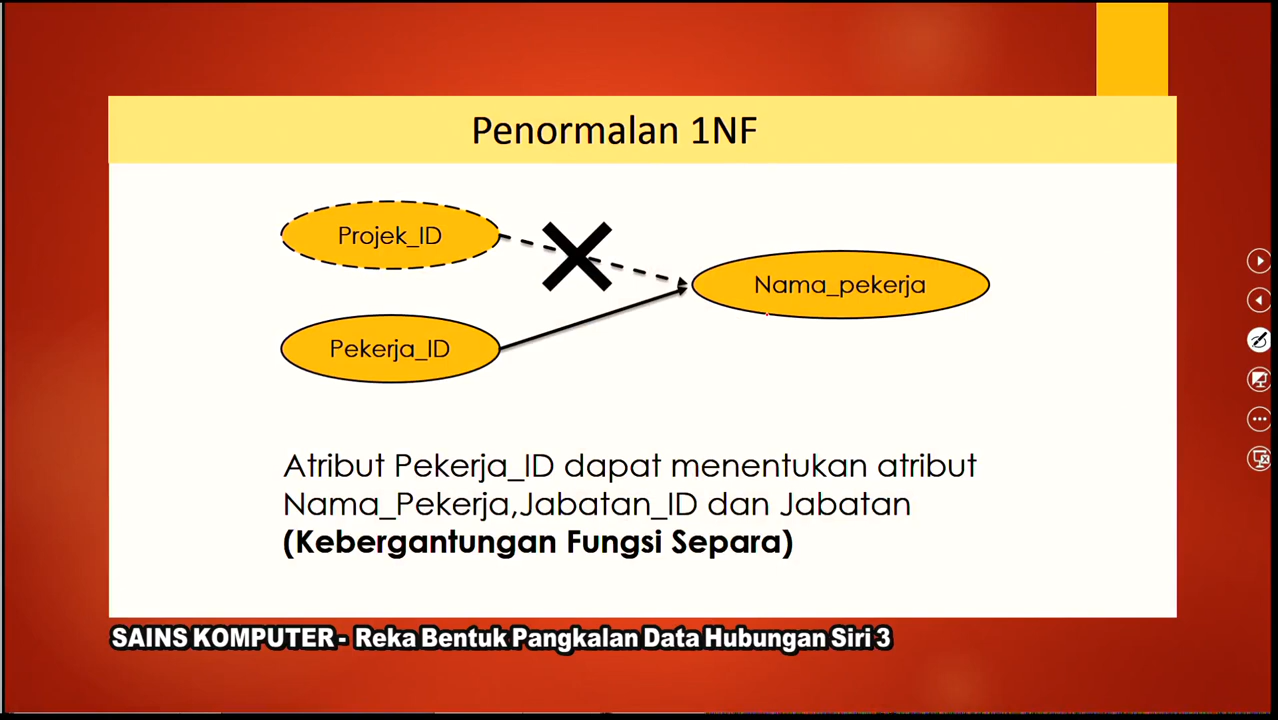 Penormalan 1NF
Projek_ID
Nama_pekerja
Pekerja_ID
Atribut Pekerja_ID dapat menentukan atribut
Nama_Pekerja,Jabatan_ID dan Jabatan
(Kebergantungan Fungsi Separa)
SAINS KOMPUTER - Reka Bentuk Pangkalan Data Hubungan Siri 3